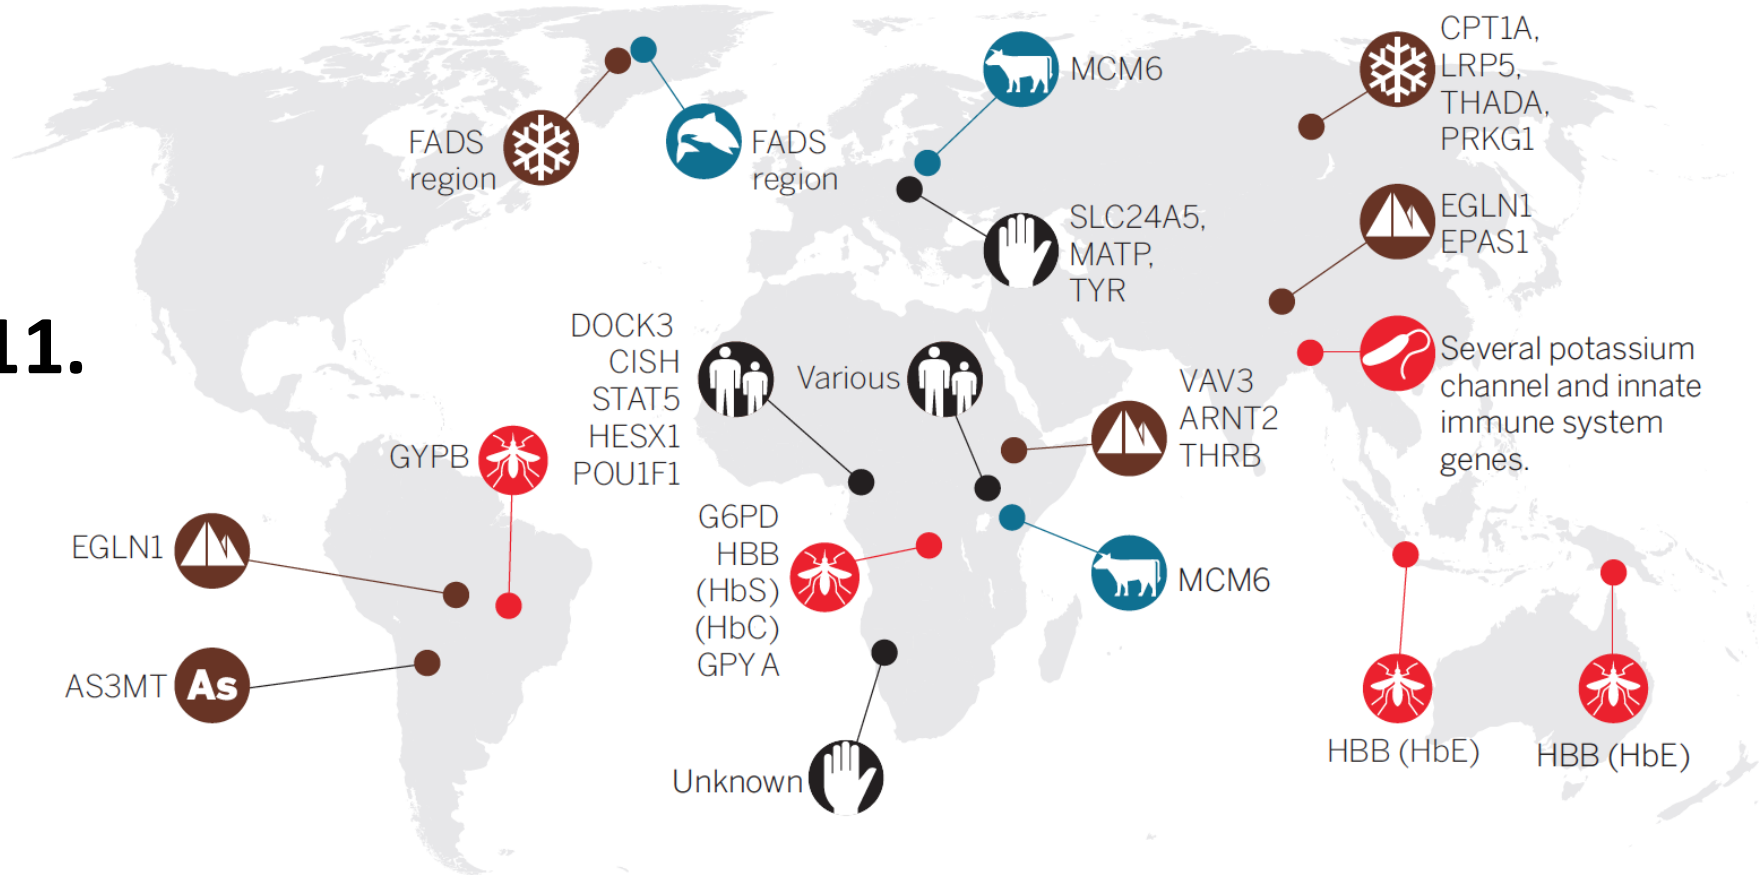 CPT1A,
LRP5,
THADA,
PRKG1
MCM6
FADS
region
FADS
region
EGLN1
EPAS1
SLC24A5,
MATP,
TYR
11.
DOCK3
CISH
STAT5
HESX1
POU1F1
Various
VAV3
ARNT2
THRB
Several potassium
channel and innate
immune system
genes.
GYPB
EGLN1
G6PD
HBB
(HbS)
(HbC)
GPY A
MCM6
AS3MT
As
Unknown
HBB (HbE)
HBB (HbE)